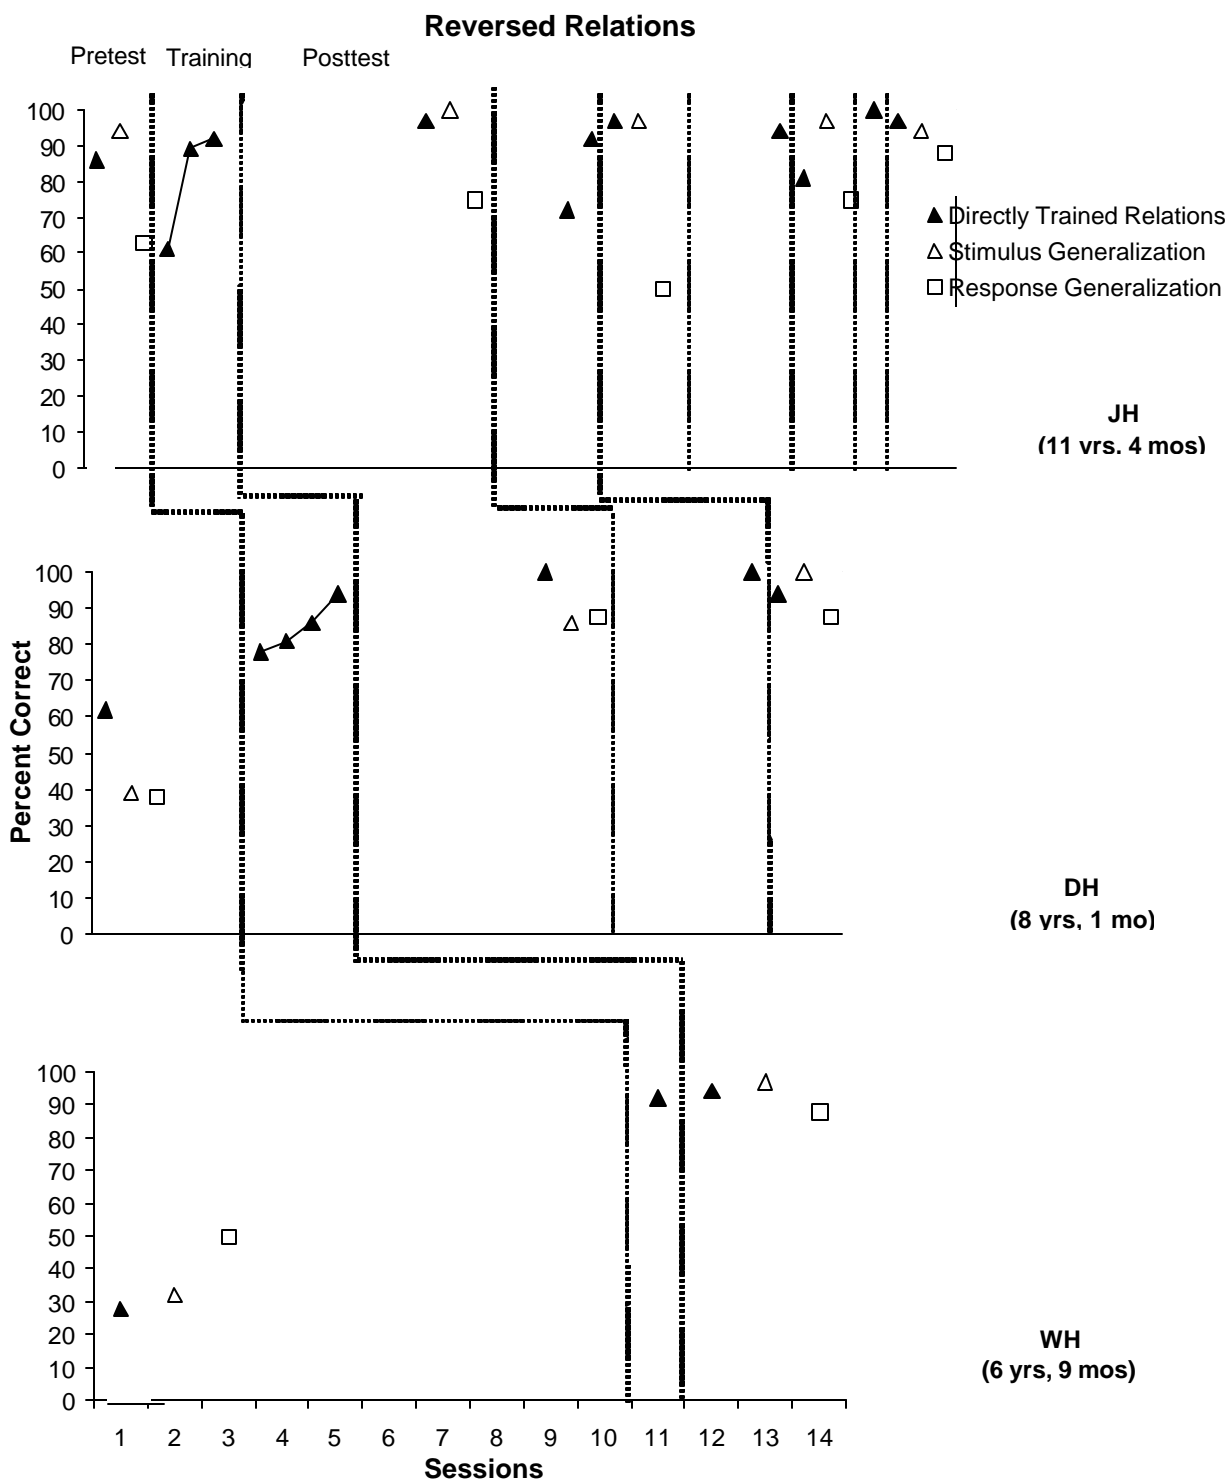 Reversed Relations
Pretest Training Posttest
100
90
80
70
60
50
40
30
20
10
0
Directly Trained Relations
Stimulus Generalization
Response Generalization
JH
(11 yrs. 4 mos)
Percent Correct
100
90
80
70
60
50
40
30
20
10
0
DH
(8 yrs, 1 mo)
100
90
80
70
60
50
40
30
20
10
0
WH
(6 yrs, 9 mos)
1 2 3 4 5 6 7 8 9 10 11 12 13 14
Sessions